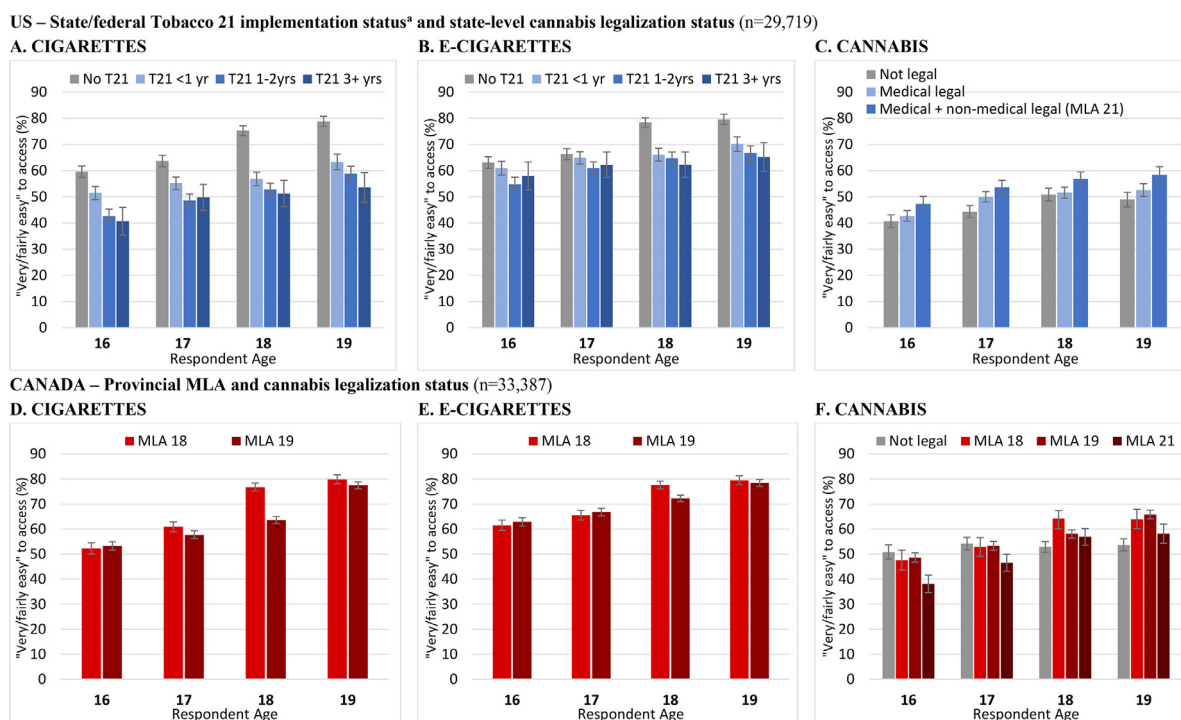 US – State/federal Tobacco 21 implementation statusᵃ and state-level cannabis legalization status (n=29,719)
A. CIGARETTES
B. E-CIGARETTES
C. CANNABIS
No T21 T21 <1 yr T21 1-2yrs T21 3+ yrs
"Very/fairly easy" to access (%)
90
80
70
60
50
40
30
20
10
0
16 17 18 19
Respondent Age
No T21 T21 <1 yr T21 1-2yrs T21 3+ yrs
"Very/fairly easy" to access (%)
90
80
70
60
50
40
30
20
10
0
16 17 18 19
Respondent Age
Not legal
Medical legal
Medical + non-medical legal (MLA 21)
"Very/fairly easy" to access (%)
90
80
70
60
50
40
30
20
10
0
16 17 18 19
Respondent Age
CANADA – Provincial MLA and cannabis legalization status (n=33,387)
D. CIGARETTES
E. E-CIGARETTES
F. CANNABIS
MLA 18 MLA 19
"Very/fairly easy" to access (%)
90
80
70
60
50
40
30
20
10
0
16 17 18 19
Respondent Age
MLA 18 MLA 19
"Very/fairly easy" to access (%)
90
80
70
60
50
40
30
20
10
0
16 17 18 19
Respondent Age
Not legal MLA 18 MLA 19 MLA 21
"Very/fairly easy" to access (%)
90
80
70
60
50
40
30
20
10
0
16 17 18 19
Respondent Age